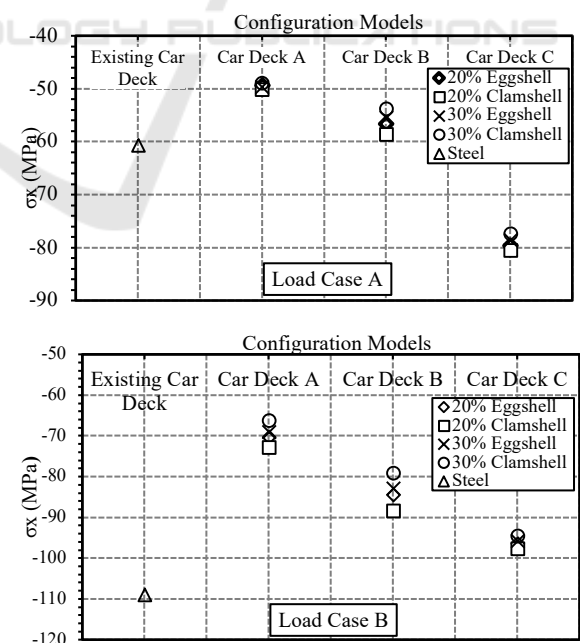 LOGY PUBLICATIONS
Configuration Models
-40
Existing Car Deck
Car Deck A
Car Deck B
Car Deck C
20% Eggshell
20% Clamshell
30% Eggshell
30% Clamshell
Steel
-50
-60
-70
-80
-90
σx (MPa)
Load Case A
Configuration Models
-50
Existing Car Deck
Car Deck A
Car Deck B
Car Deck C
20% Eggshell
20% Clamshell
30% Eggshell
30% Clamshell
Steel
-60
-70
-80
-90
-100
-110
-120
σx (MPa)
Load Case B